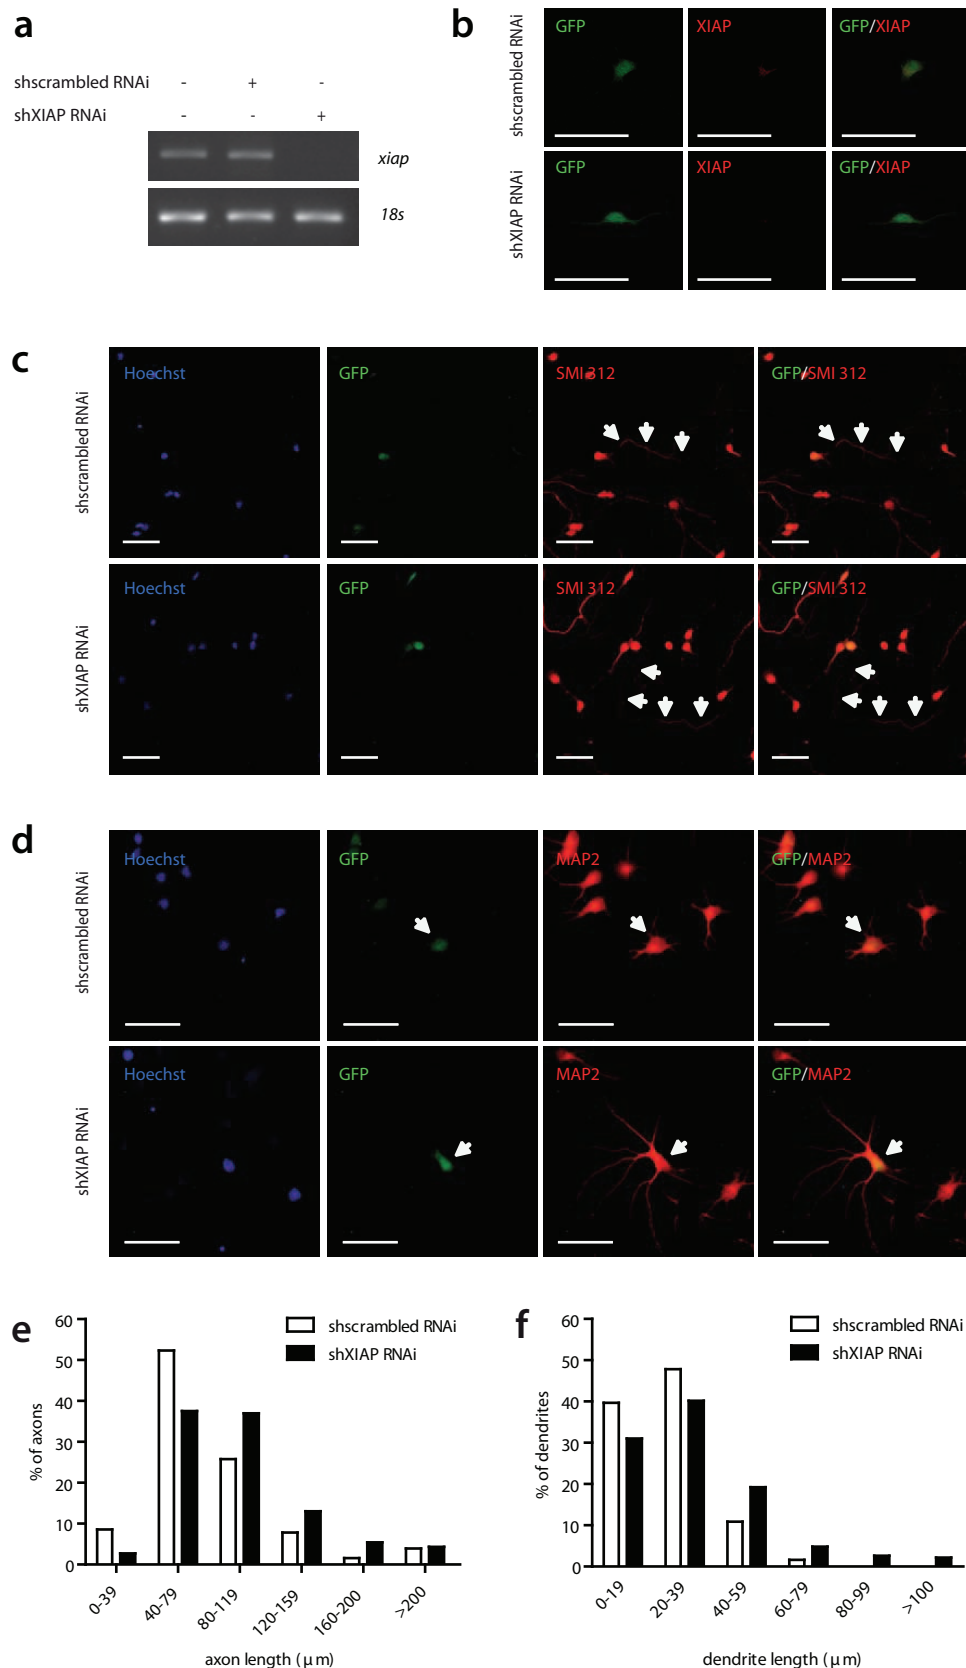 a
shscrambled RNAi - + -
shXIAP RNAi - - +
xiap
18s
b
shscrambled RNAi
GFP
XIAP
GFP/XIAP
shXIAP RNAi
GFP
XIAP
GFP/XIAP
c
shscrambled RNAi
Hoechst
GFP
SMI 312
GFP/SMI 312
shXIAP RNAi
Hoechst
GFP
SMI 312
GFP/SMI 312
d
shscrambled RNAi
Hoechst
GFP
MAP2
GFP/MAP2
shXIAP RNAi
Hoechst
GFP
MAP2
GFP/MAP2
e
shscrambled RNAi
shXIAP RNAi
% of axons
60
50
40
30
20
10
0
0-39
40-79
80-119
120-159
160-200
>200
axon length (μm)
f
shscrambled RNAi
shXIAP RNAi
% of dendrites
60
50
40
30
20
10
0
0-19
20-39
40-59
60-79
80-99
>100
dendrite length (μm)